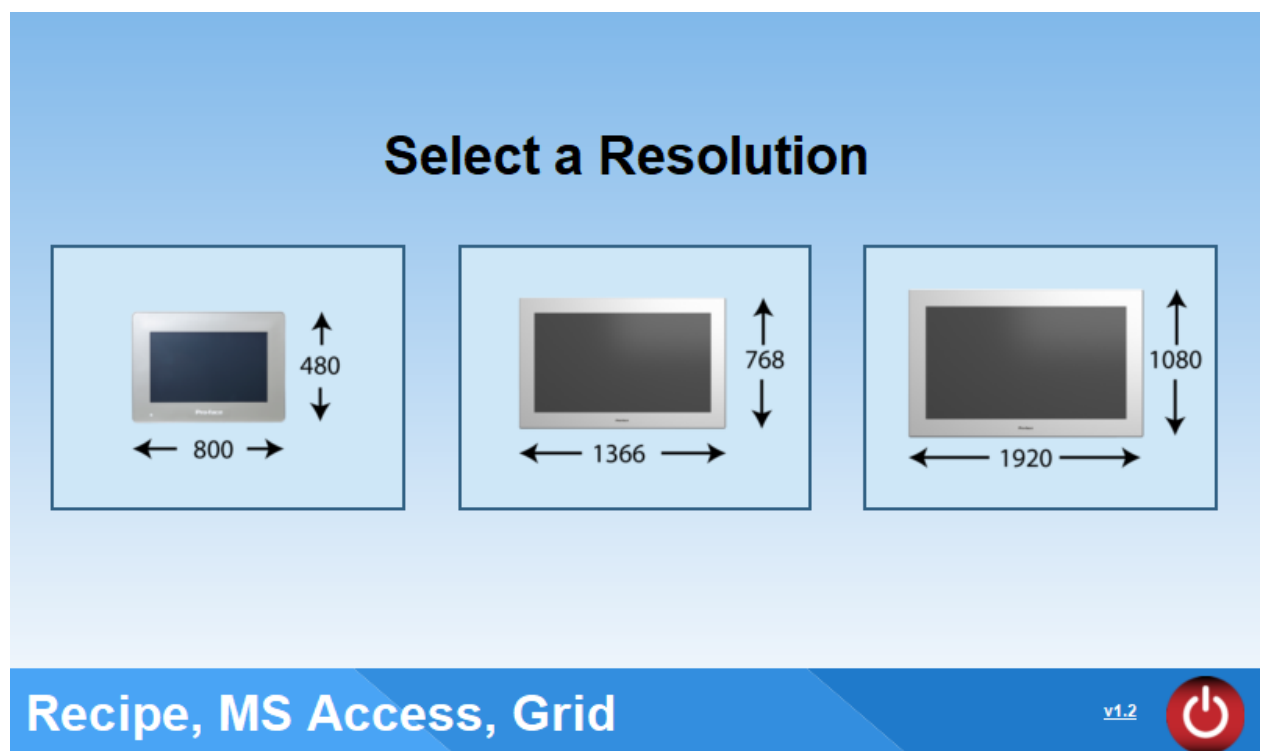 Select a Resolution
480
800
768
1366
1080
1920
Recipe, MS Access, Grid
v1.2